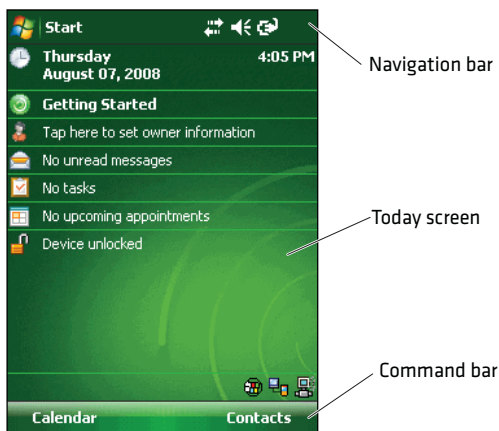 Start
Thursday 4:05 PM
August 07, 2008
Getting Started
Tap here to set owner information
No unread messages
No tasks
No upcoming appointments
Device unlocked
Calendar Contacts
Navigation bar
Today screen
Command bar